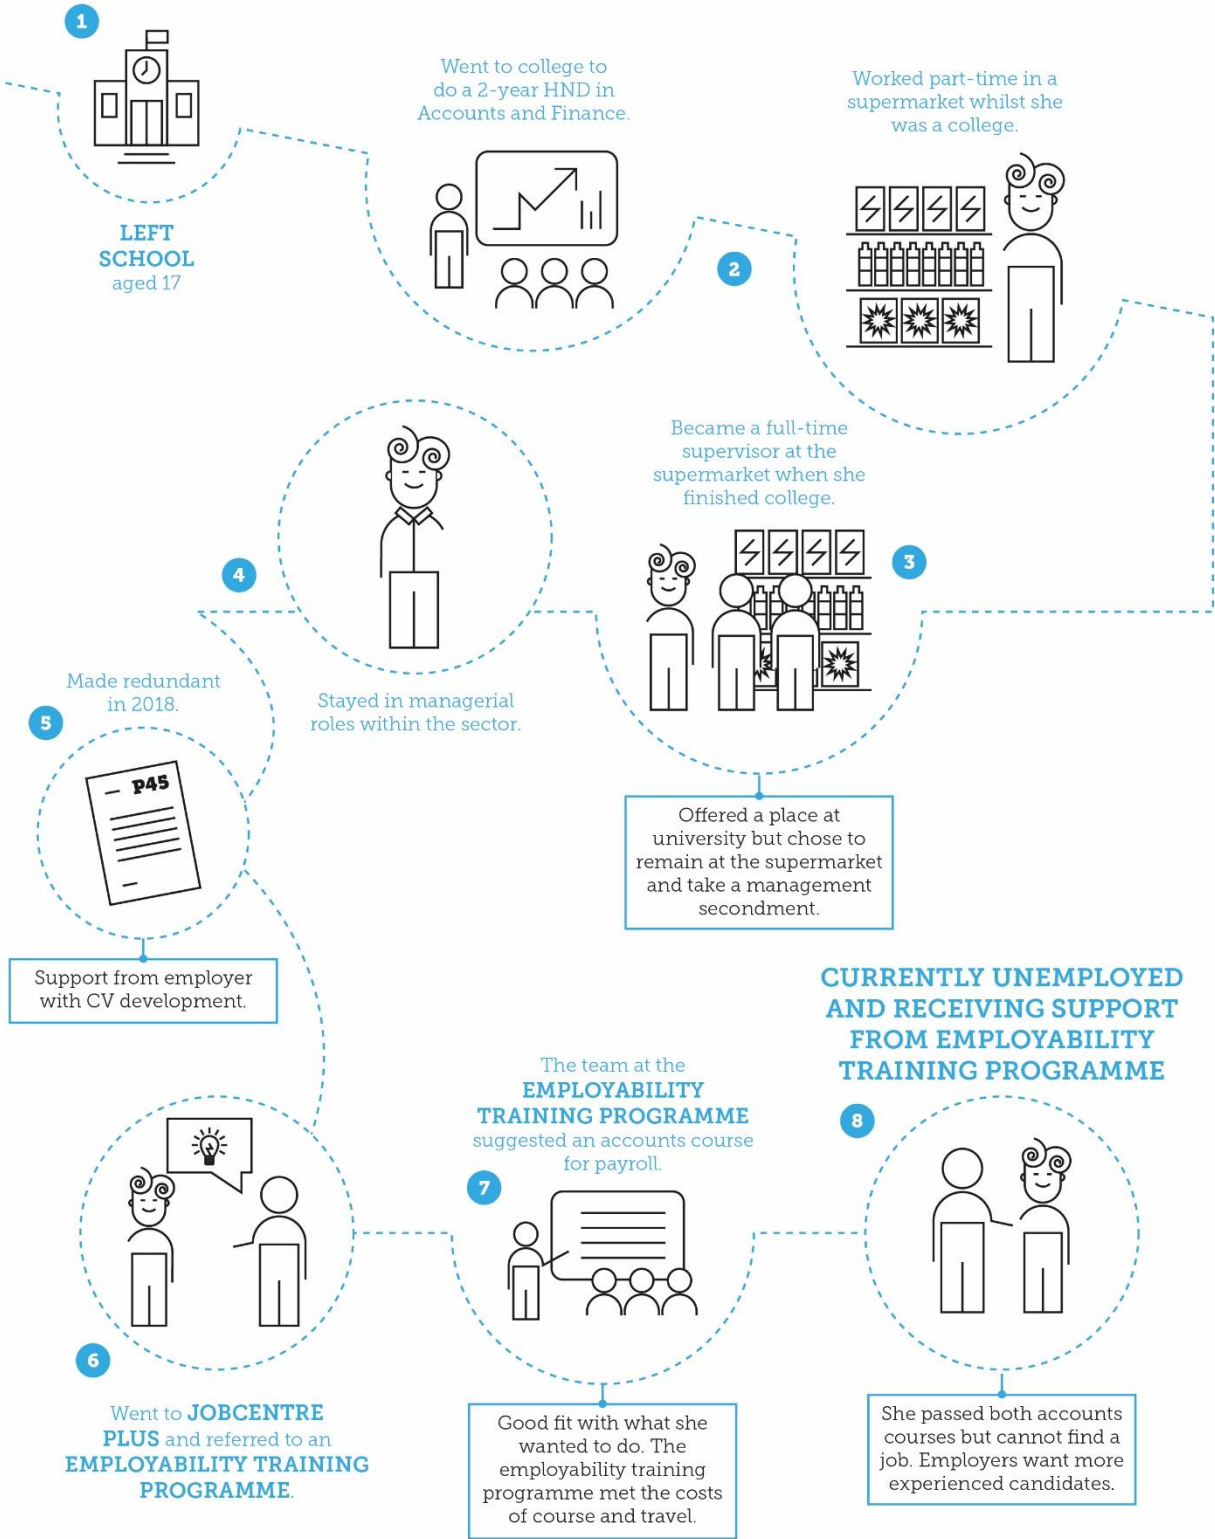 1
LEFT
SCHOOL
aged 17
Went to college to
do a 2-year HND in
Accounts and Finance.
2
Worked part-time in a
supermarket whilst she
was a college.
Became a full-time
supervisor at the
supermarket when she
finished college.
3
Offered a place at
university but chose to
remain at the supermarket
and take a management
secondment.
4
Stayed in managerial
roles within the sector.
Made redundant
in 2018.
5
P45
Support from employer
with CV development.
6
Went to JOBCENTRE
PLUS and referred to an
EMPLOYABILITY TRAINING
PROGRAMME.
The team at the
EMPLOYABILITY
TRAINING PROGRAMME
suggested an accounts course
for payroll.
7
Good fit with what she
wanted to do. The
employability training
programme met the costs
of course and travel.
CURRENTLY UNEMPLOYED
AND RECEIVING SUPPORT
FROM EMPLOYABILITY
TRAINING PROGRAMME
8
She passed both accounts
courses but cannot find a
job. Employers want more
experienced candidates.